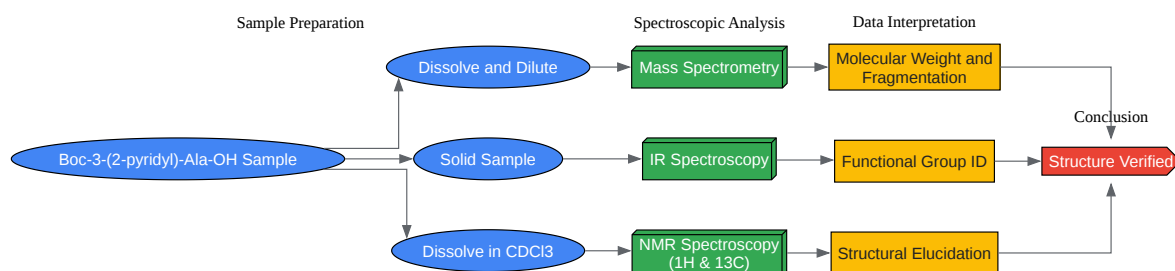 Sample Preparation
Spectroscopic Analysis
Data Interpretation
Dissolve and Dilute
Mass Spectrometry
Molecular Weight and
Fragmentation
Conclusion
Boc-3-(2-pyridyl)-Ala-OH Sample
Solid Sample
IR Spectroscopy
Functional Group ID
Structure Verified
Dissolve in CDCl3
NMR Spectroscopy
(1H & 13C)
Structural Elucidation